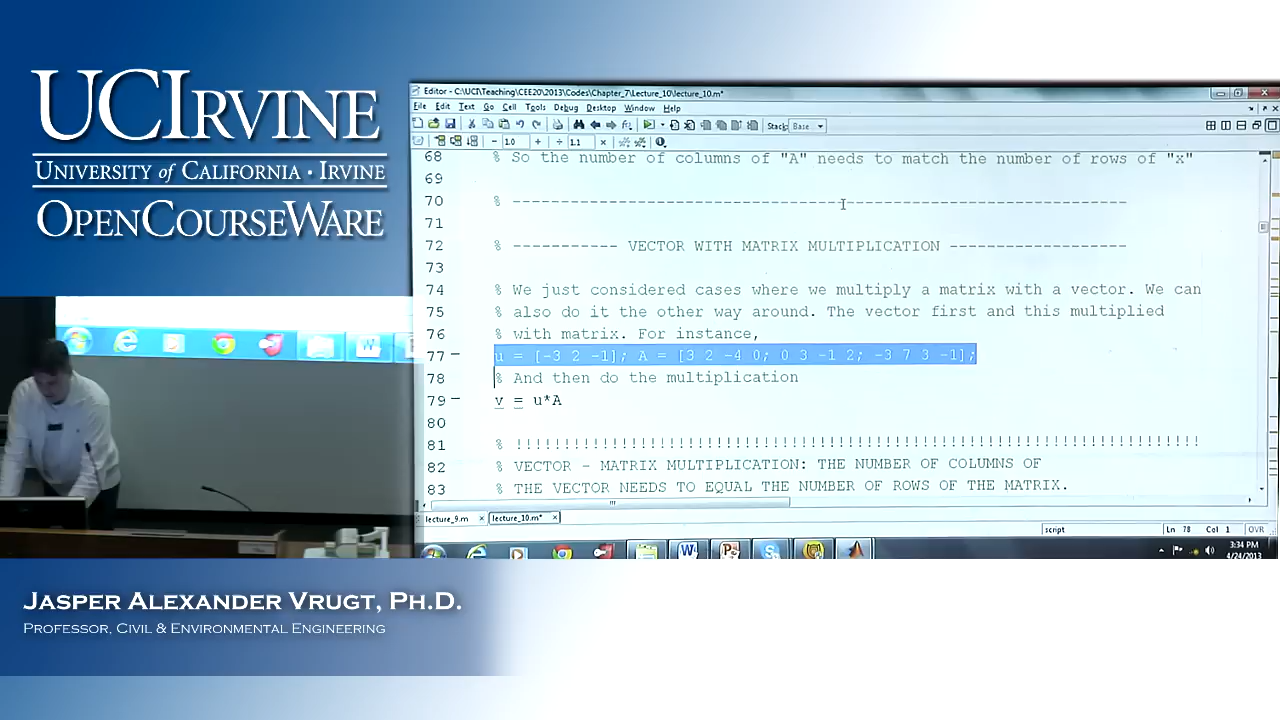 UCIRVINE
UNIVERSITY of CALIFORNIA · IRVINE
OPENCOURSEWARE
Editor - C:\UCI\Teaching\CEE20\2013\Codes\Chapter_7\Lecture_10\lecture_10.m*
File Edit Text Go Cell Tools Debug Desktop Window Help
Stack: Base
1.0 1.1
68 % So the number of columns of "A" needs to match the number of rows of "x"
69
70 % ----------------------------------------------------------------
71
72 % ----------- VECTOR WITH MATRIX MULTIPLICATION -------------------
73
74 % We just considered cases where we multiply a matrix with a vector. We can
75 % also do it the other way around. The vector first and this multiplied
76 % with matrix. For instance,
77 u = [-3 2 -1]; A = [3 2 -4 0; 0 3 -1 2; -3 7 3 -1];
78 % And then do the multiplication
79 v = u*A
80
81 % !!!!!!!!!!!!!!!!!!!!!!!!!!!!!!!!!!!!!!!!!!!!!!!!!!!!!!!!!!!!!!!!!!!!!!!
82 % VECTOR - MATRIX MULTIPLICATION: THE NUMBER OF COLUMNS OF
83 % THE VECTOR NEEDS TO EQUAL THE NUMBER OF ROWS OF THE MATRIX.
lecture_9.m lecture_10.m*
script Ln 78 Col 1 OVR
3:34 PM
4/24/2013
JASPER ALEXANDER VRUGT, PH.D.
PROFESSOR, CIVIL & ENVIRONMENTAL ENGINEERING